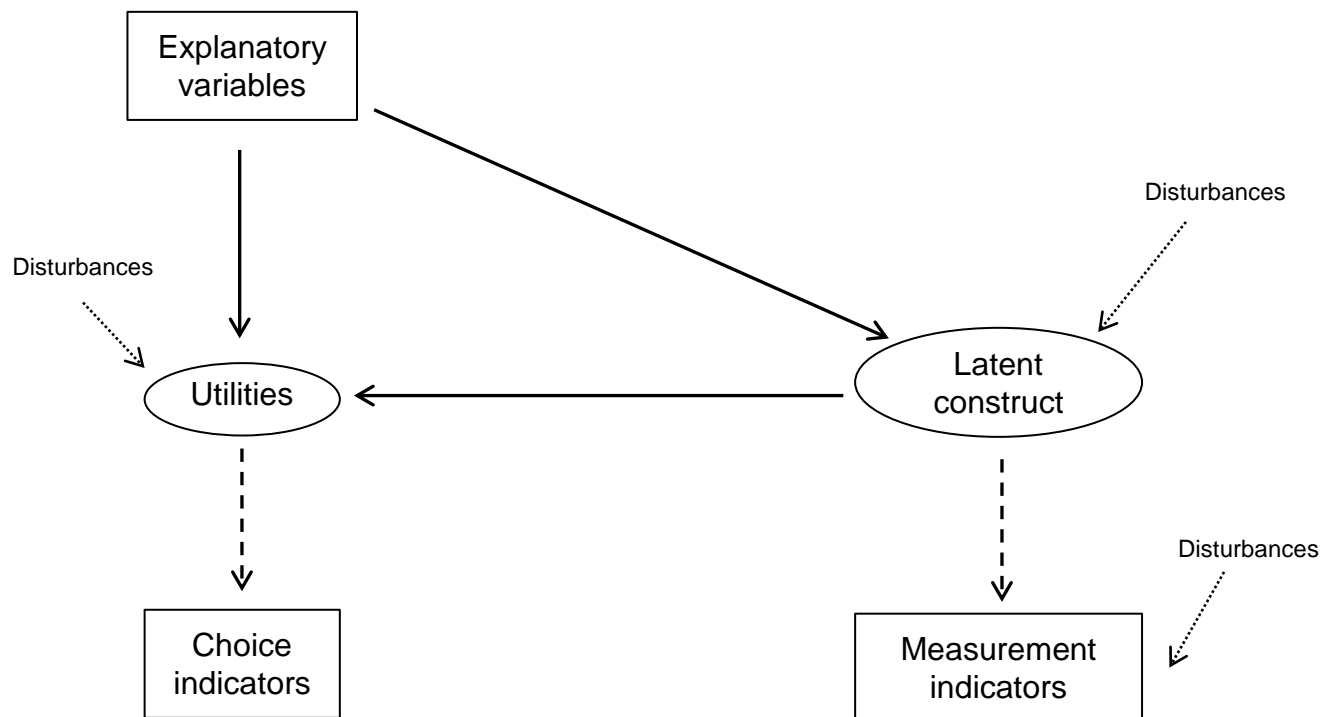 Explanatory
variables
Disturbances
Disturbances
Utilities
Latent
construct
Disturbances
Choice
indicators
Measurement
indicators